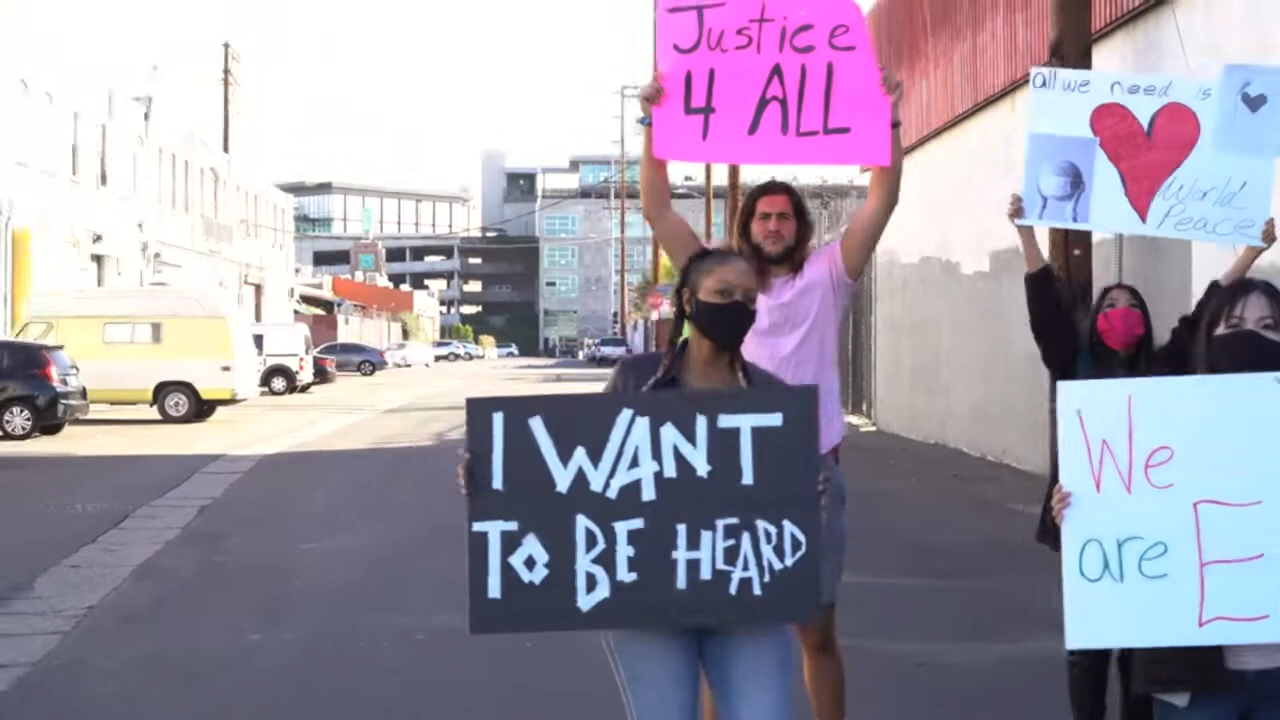 Justice
4 ALL
all we need is
World
Peace
I WANT
TO BE HEARD
We
are E